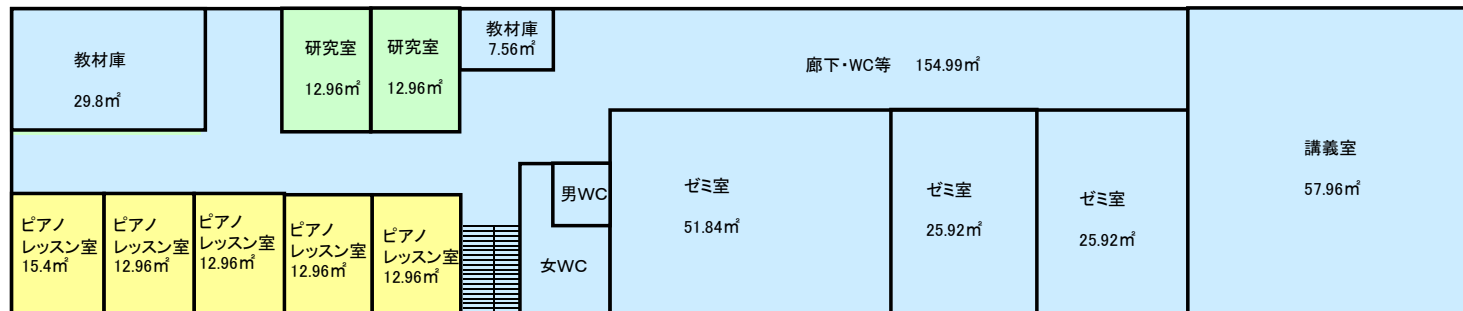 教材庫
29.8㎡
研究室
12.96㎡
研究室
12.96㎡
教材庫
7.56㎡
廊下・WC等 154.99㎡
講義室
57.96㎡
ピアノ
レッスン室
15.4㎡
ピアノ
レッスン室
12.96㎡
ピアノ
レッスン室
12.96㎡
ピアノ
レッスン室
12.96㎡
ピアノ
レッスン室
12.96㎡
男WC
女WC
ゼミ室
51.84㎡
ゼミ室
25.92㎡
ゼミ室
25.92㎡